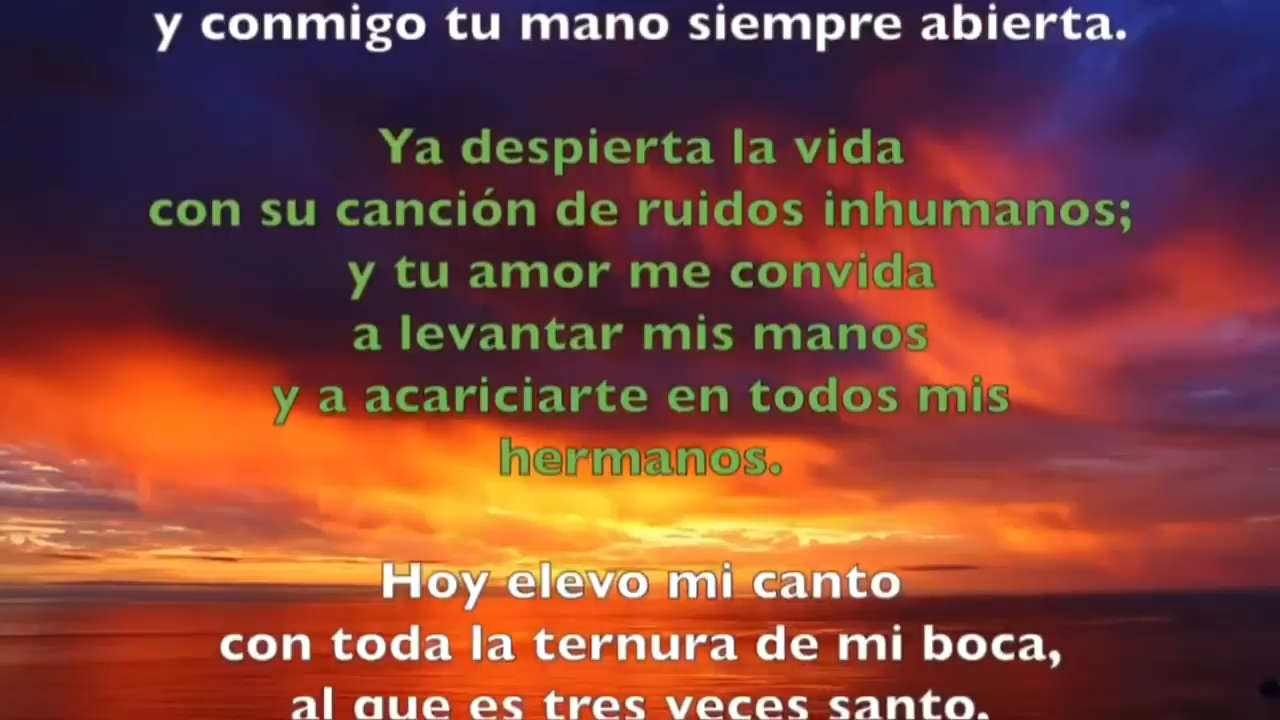 y conmigo tu mano siempre abierta.
Ya despierta la vida
con su canción de ruidos inhumanos;
y tu amor me convida
a levantar mis manos
y a acariciarte en todos mis
hermanos.
Hoy elevo mi canto
con toda la ternura de mi boca,
al que es tres veces santo,